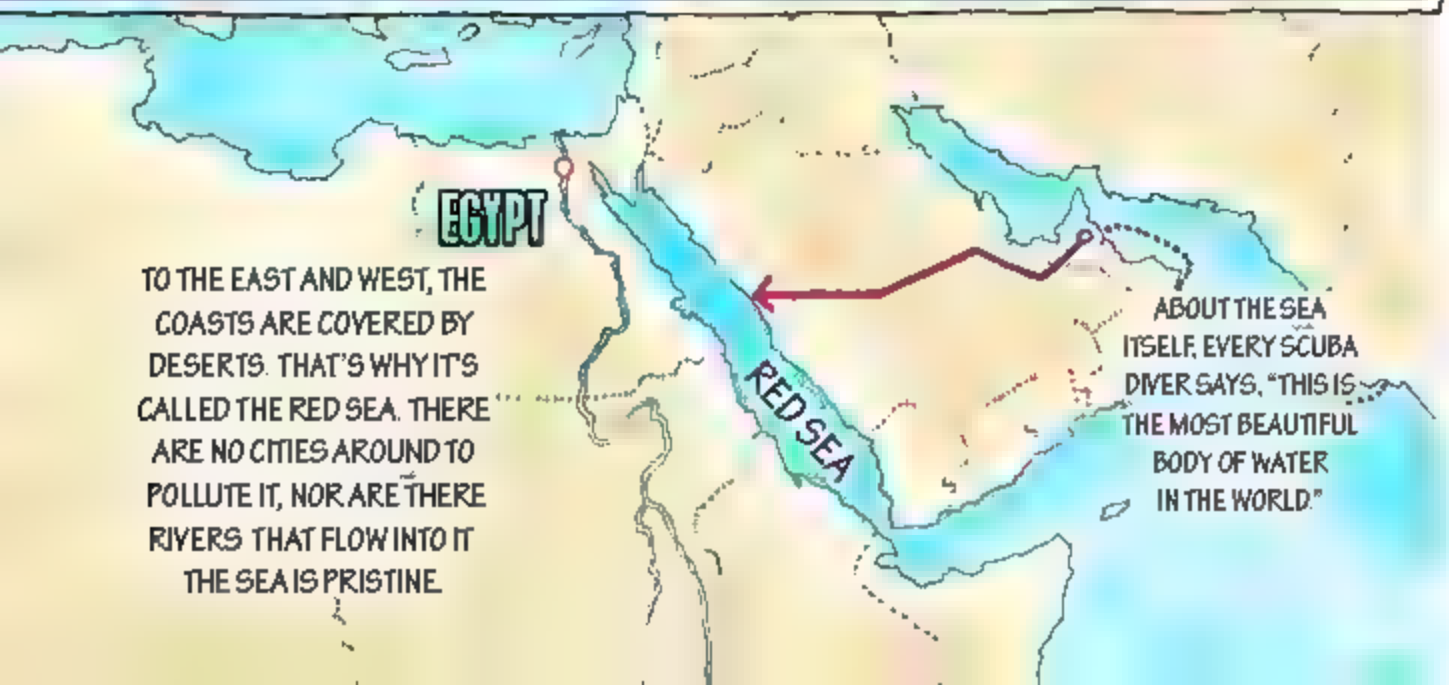 EGYPT
TO THE EAST AND WEST, THE
COASTS ARE COVERED BY
DESERTS. THAT'S WHY IT'S
CALLED THE RED SEA. THERE
ARE NO CITIES AROUND TO
POLLUTE IT, NOR ARE THERE
RIVERS THAT FLOW INTO IT
THE SEA IS PRISTINE.
RED SEA
ABOUT THE SEA
ITSELF, EVERY SCUBA
DIVER SAYS, "THIS IS
THE MOST BEAUTIFUL
BODY OF WATER
IN THE WORLD."